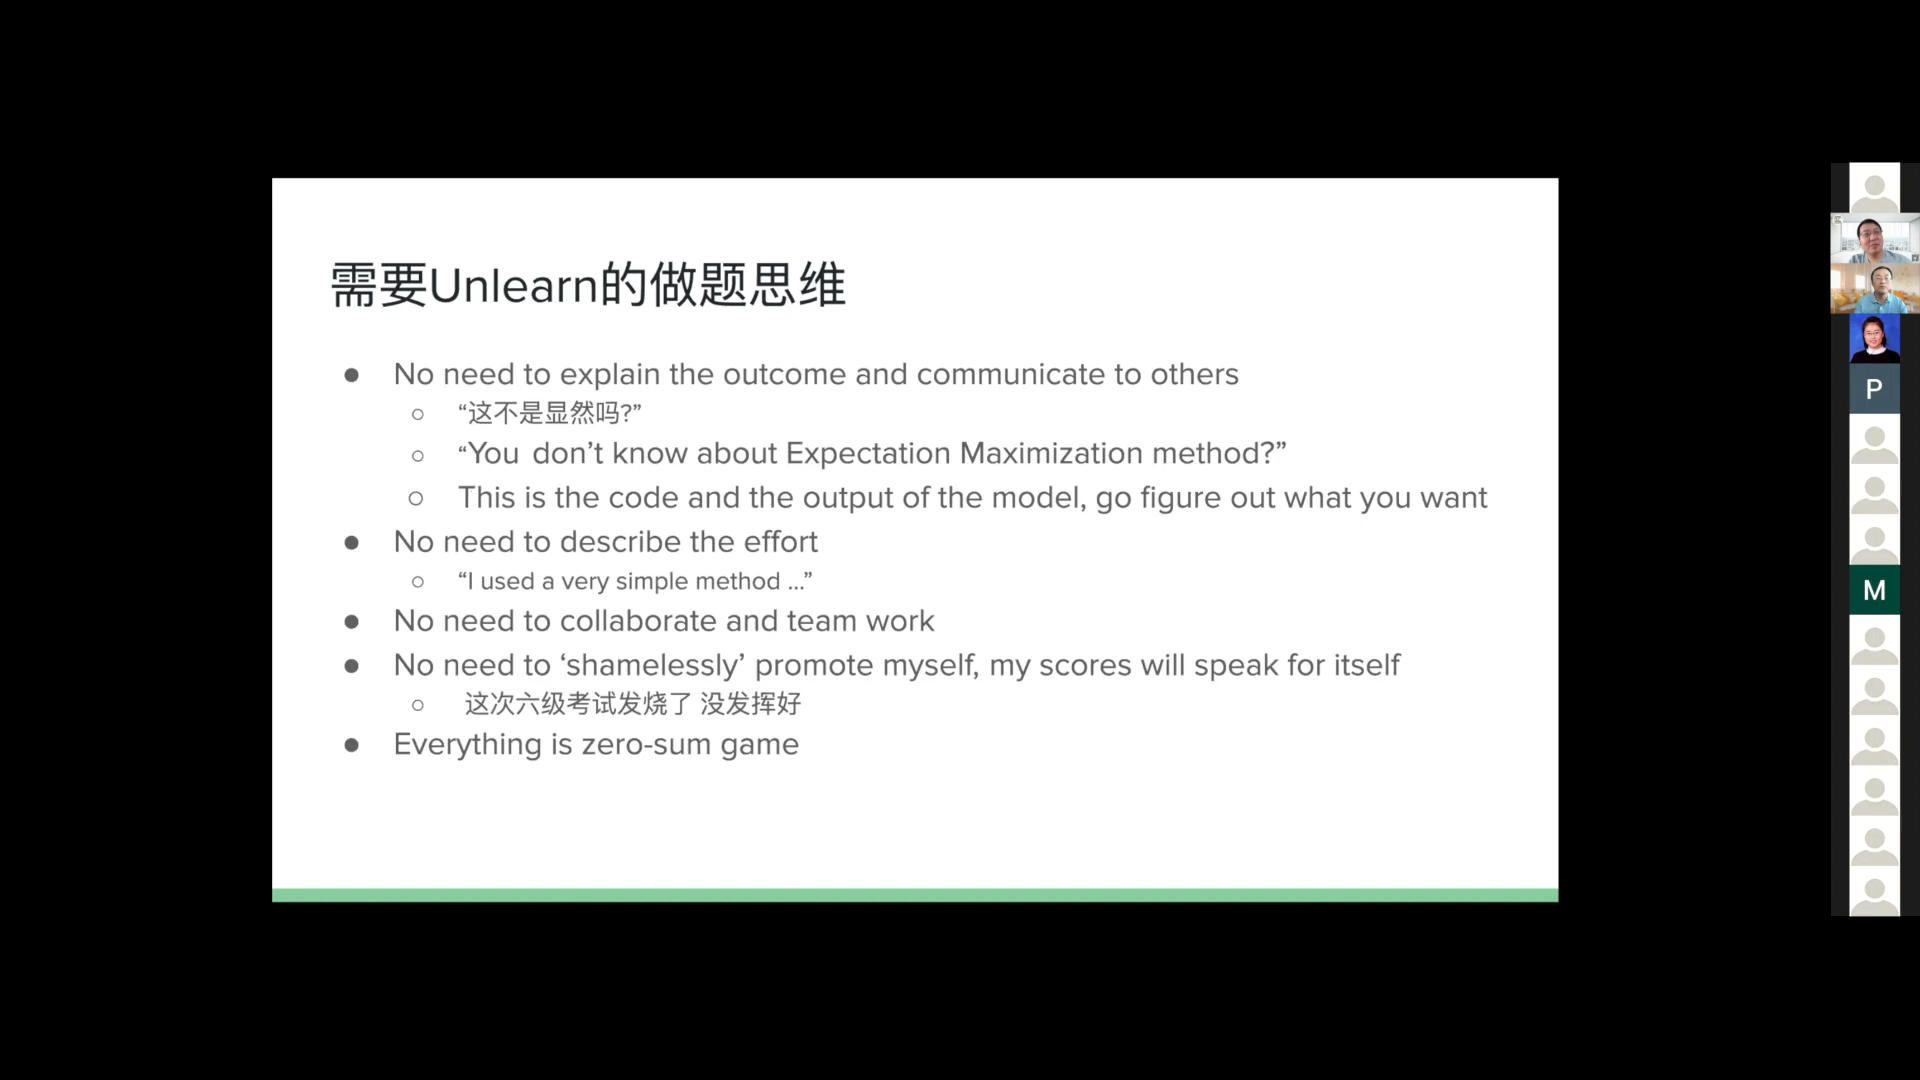 需要Unlearn的做题思维
● No need to explain the outcome and communicate to others
○ “这不是显然吗?”
○ “You don’t know about Expectation Maximization method?”
○ This is the code and the output of the model, go figure out what you want
● No need to describe the effort
○ “I used a very simple method ...”
● No need to collaborate and team work
● No need to ‘shamelessly’ promote myself, my scores will speak for itself
○ 这次六级考试发烧了 没发挥好
● Everything is zero-sum game
P
M